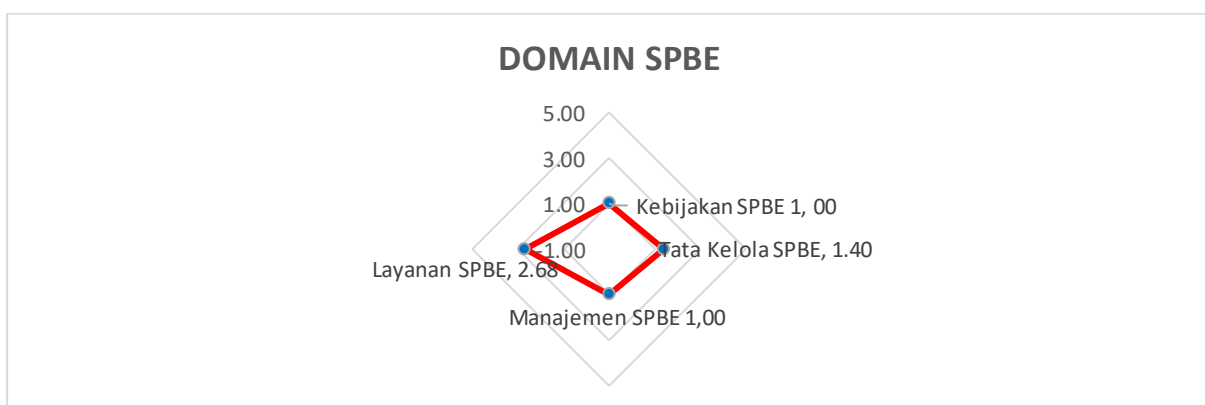 DOMAIN SPBE
5.00
3.00
1.00
Kebijakan SPBE 1, 00
-1.00
Tata Kelola SPBE, 1.40
Layanan SPBE, 2.68
Manajemen SPBE 1,00